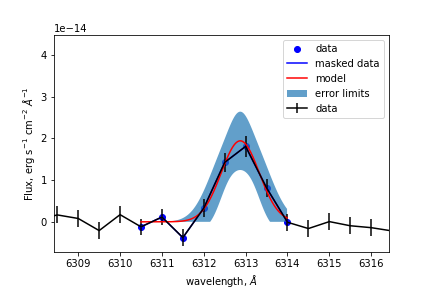 1e−14
data
masked data
model
error limits
data
Flux, erg s⁻¹ cm⁻² Å⁻¹
4
3
2
1
0
6309 6310 6311 6312 6313 6314 6315 6316
wavelength, Å